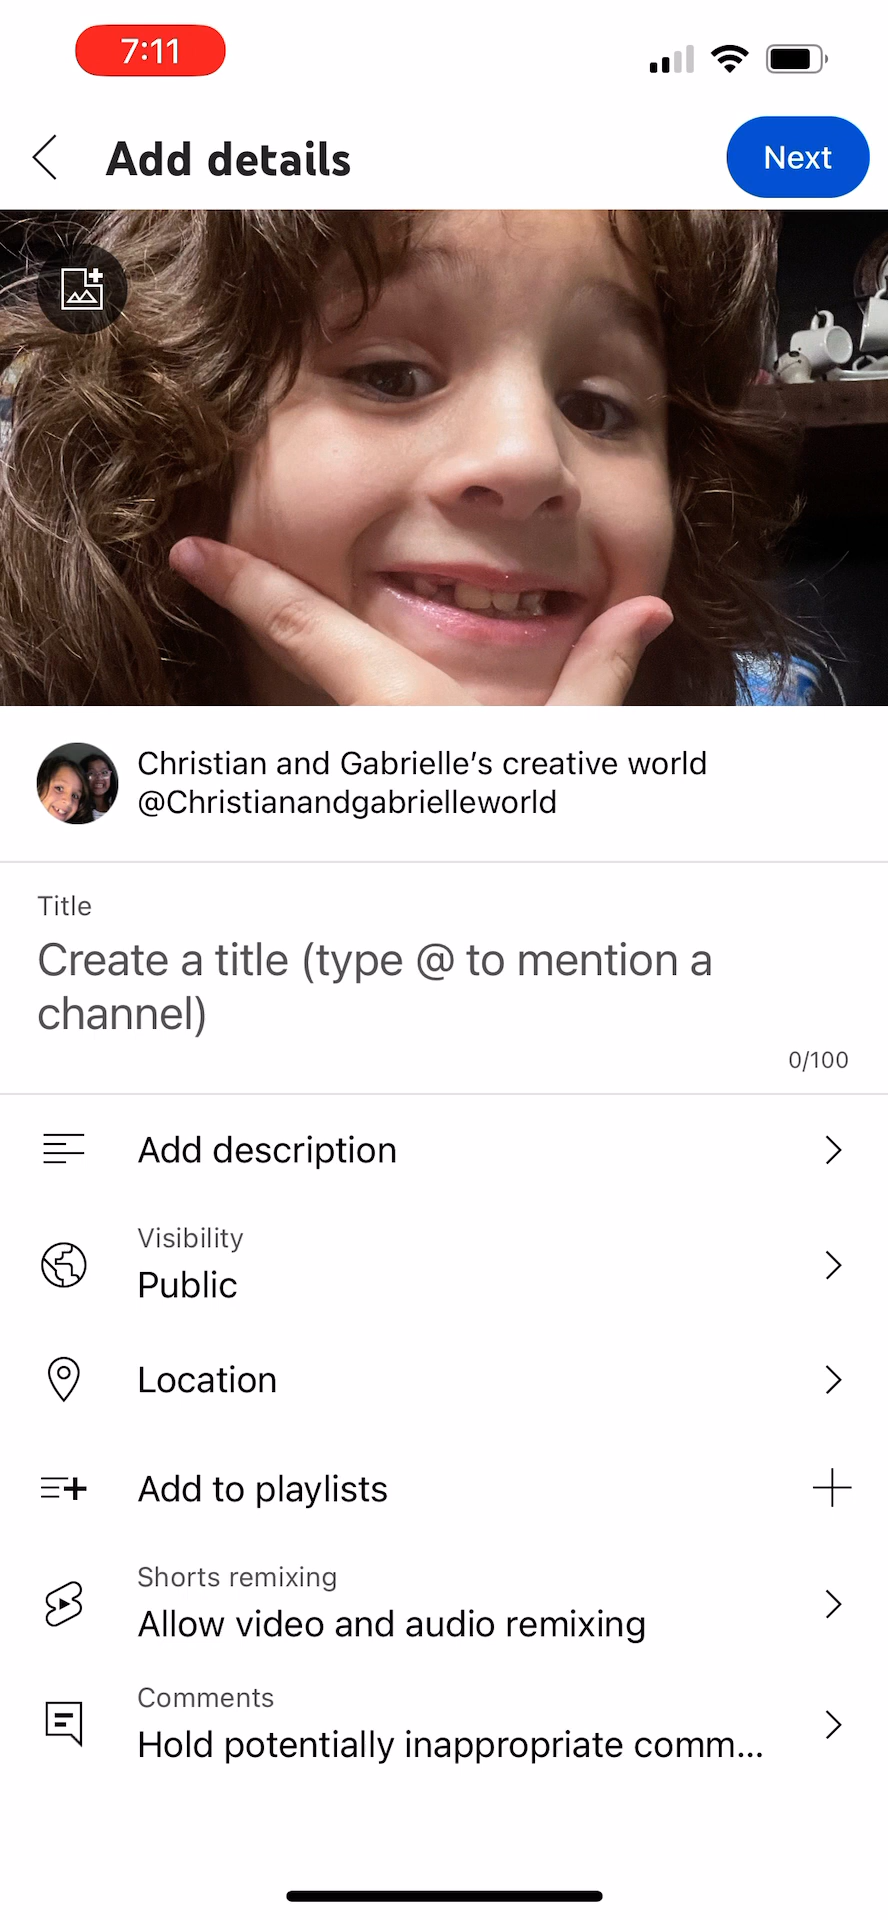 7:11
Add details
Next
Christian and Gabrielle’s creative world
@Christianandgabrielleworld
Title
Create a title (type @ to mention a
channel)
0/100
Add description
Visibility
Public
Location
Add to playlists
Shorts remixing
Allow video and audio remixing
Comments
Hold potentially inappropriate comm...